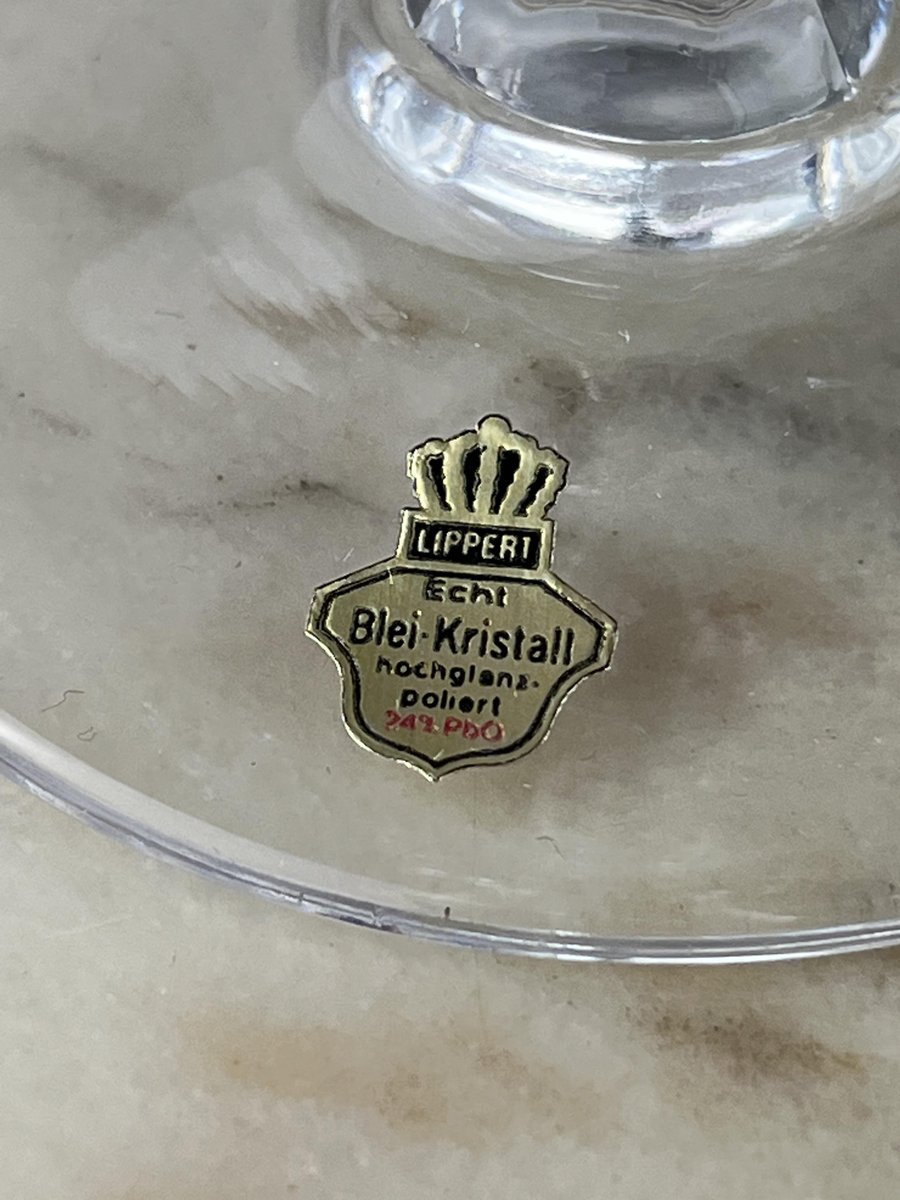 LIPPERT
Echt
Blei-Kristall
hochglanz-
poliert
24% PbO